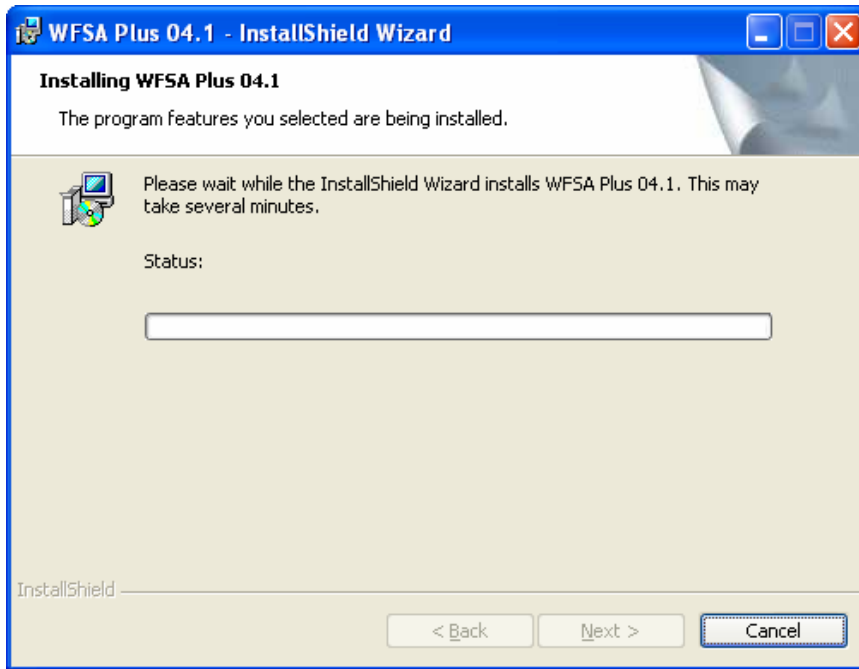 WFSA Plus 04.1 - InstallShield Wizard
Installing WFSA Plus 04.1
The program features you selected are being installed.
Please wait while the InstallShield Wizard installs WFSA Plus 04.1. This may
take several minutes.
Status:
InstallShield
< Back Next > Cancel